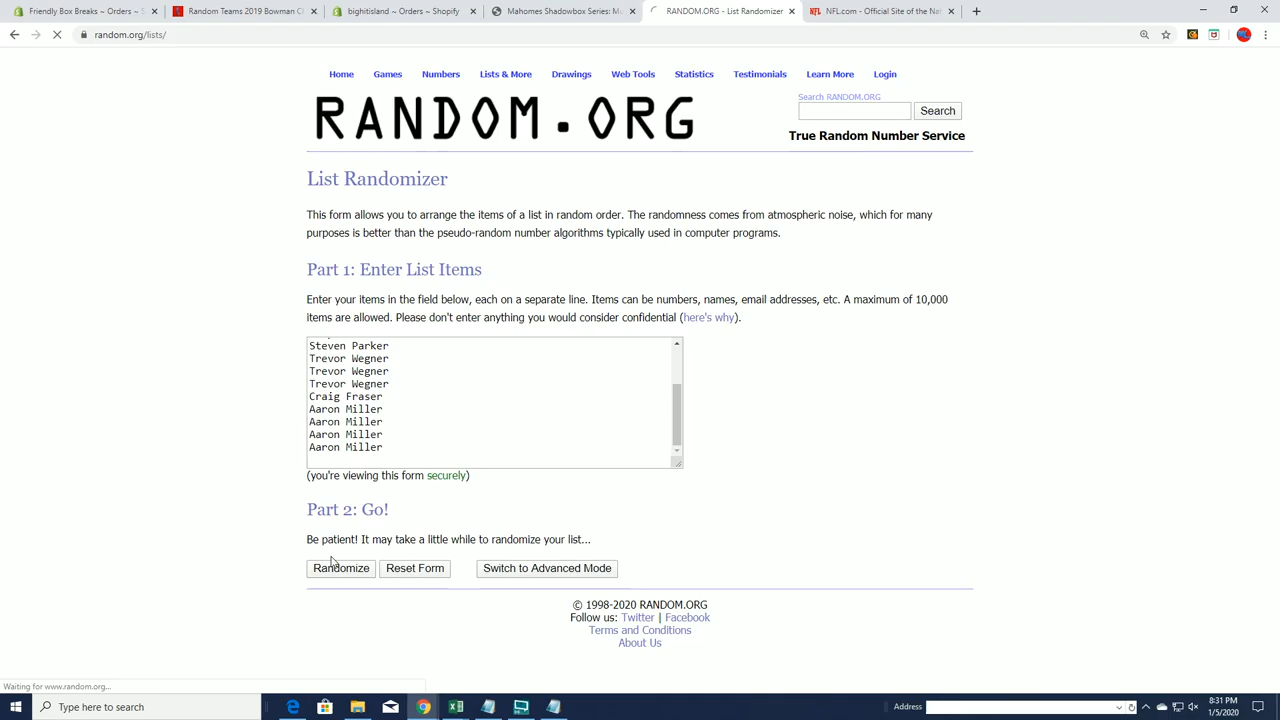 Friendly Box Breaks ~ Orders ~ S
Random Teams 2019 Bowman C
bighitistand ~ Orders ~ Shopify
Mahomes Shadowbox Series: M
RANDOM.ORG - List Randomizer
NFL.com - Official Site of the Nat
random.org/lists/
Home Games Numbers Lists & More Drawings Web Tools Statistics Testimonials Learn More Login
RANDOM.ORG
Search RANDOM.ORG
Search
True Random Number Service
List Randomizer
This form allows you to arrange the items of a list in random order. The randomness comes from atmospheric noise, which for many
purposes is better than the pseudo-random number algorithms typically used in computer programs.
Part 1: Enter List Items
Enter your items in the field below, each on a separate line. Items can be numbers, names, email addresses, etc. A maximum of 10,000
items are allowed. Please don't enter anything you would consider confidential (here's why).
Steven Parker
Trevor Wegner
Trevor Wegner
Trevor Wegner
Craig Fraser
Aaron Miller
Aaron Miller
Aaron Miller
Aaron Miller
(you're viewing this form securely)
Part 2: Go!
Be patient! It may take a little while to randomize your list...
Randomize Reset Form Switch to Advanced Mode
© 1998-2020 RANDOM.ORG
Follow us: Twitter | Facebook
Terms and Conditions
About Us
Waiting for www.random.org...
Type here to search
Address
8:31 PM
1/5/2020